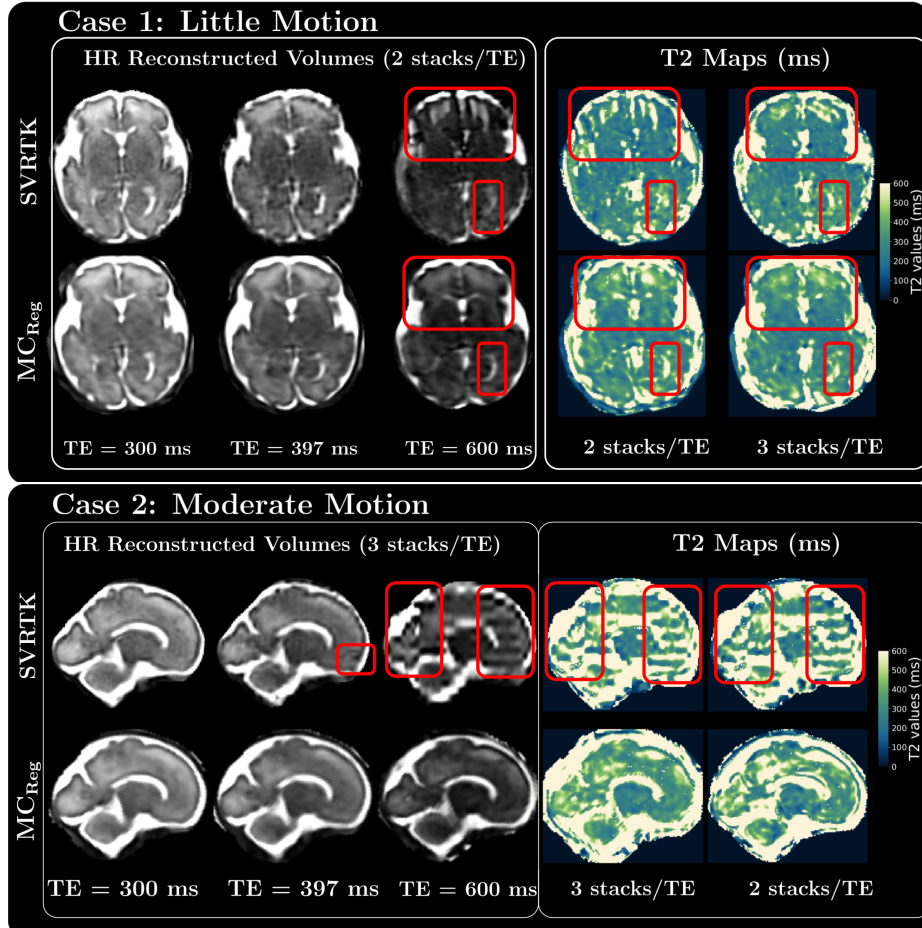 Case 1: Little Motion
HR Reconstructed Volumes (2 stacks/TE)
T2 Maps (ms)
SVRTK
MCReg
TE = 300 ms
TE = 397 ms
TE = 600 ms
2 stacks/TE
3 stacks/TE
600
500
400
300
200
100
0
T2 values (ms)
Case 2: Moderate Motion
HR Reconstructed Volumes (3 stacks/TE)
T2 Maps (ms)
SVRTK
MCReg
TE = 300 ms
TE = 397 ms
TE = 600 ms
3 stacks/TE
2 stacks/TE
600
500
400
300
200
100
0
T2 values (ms)